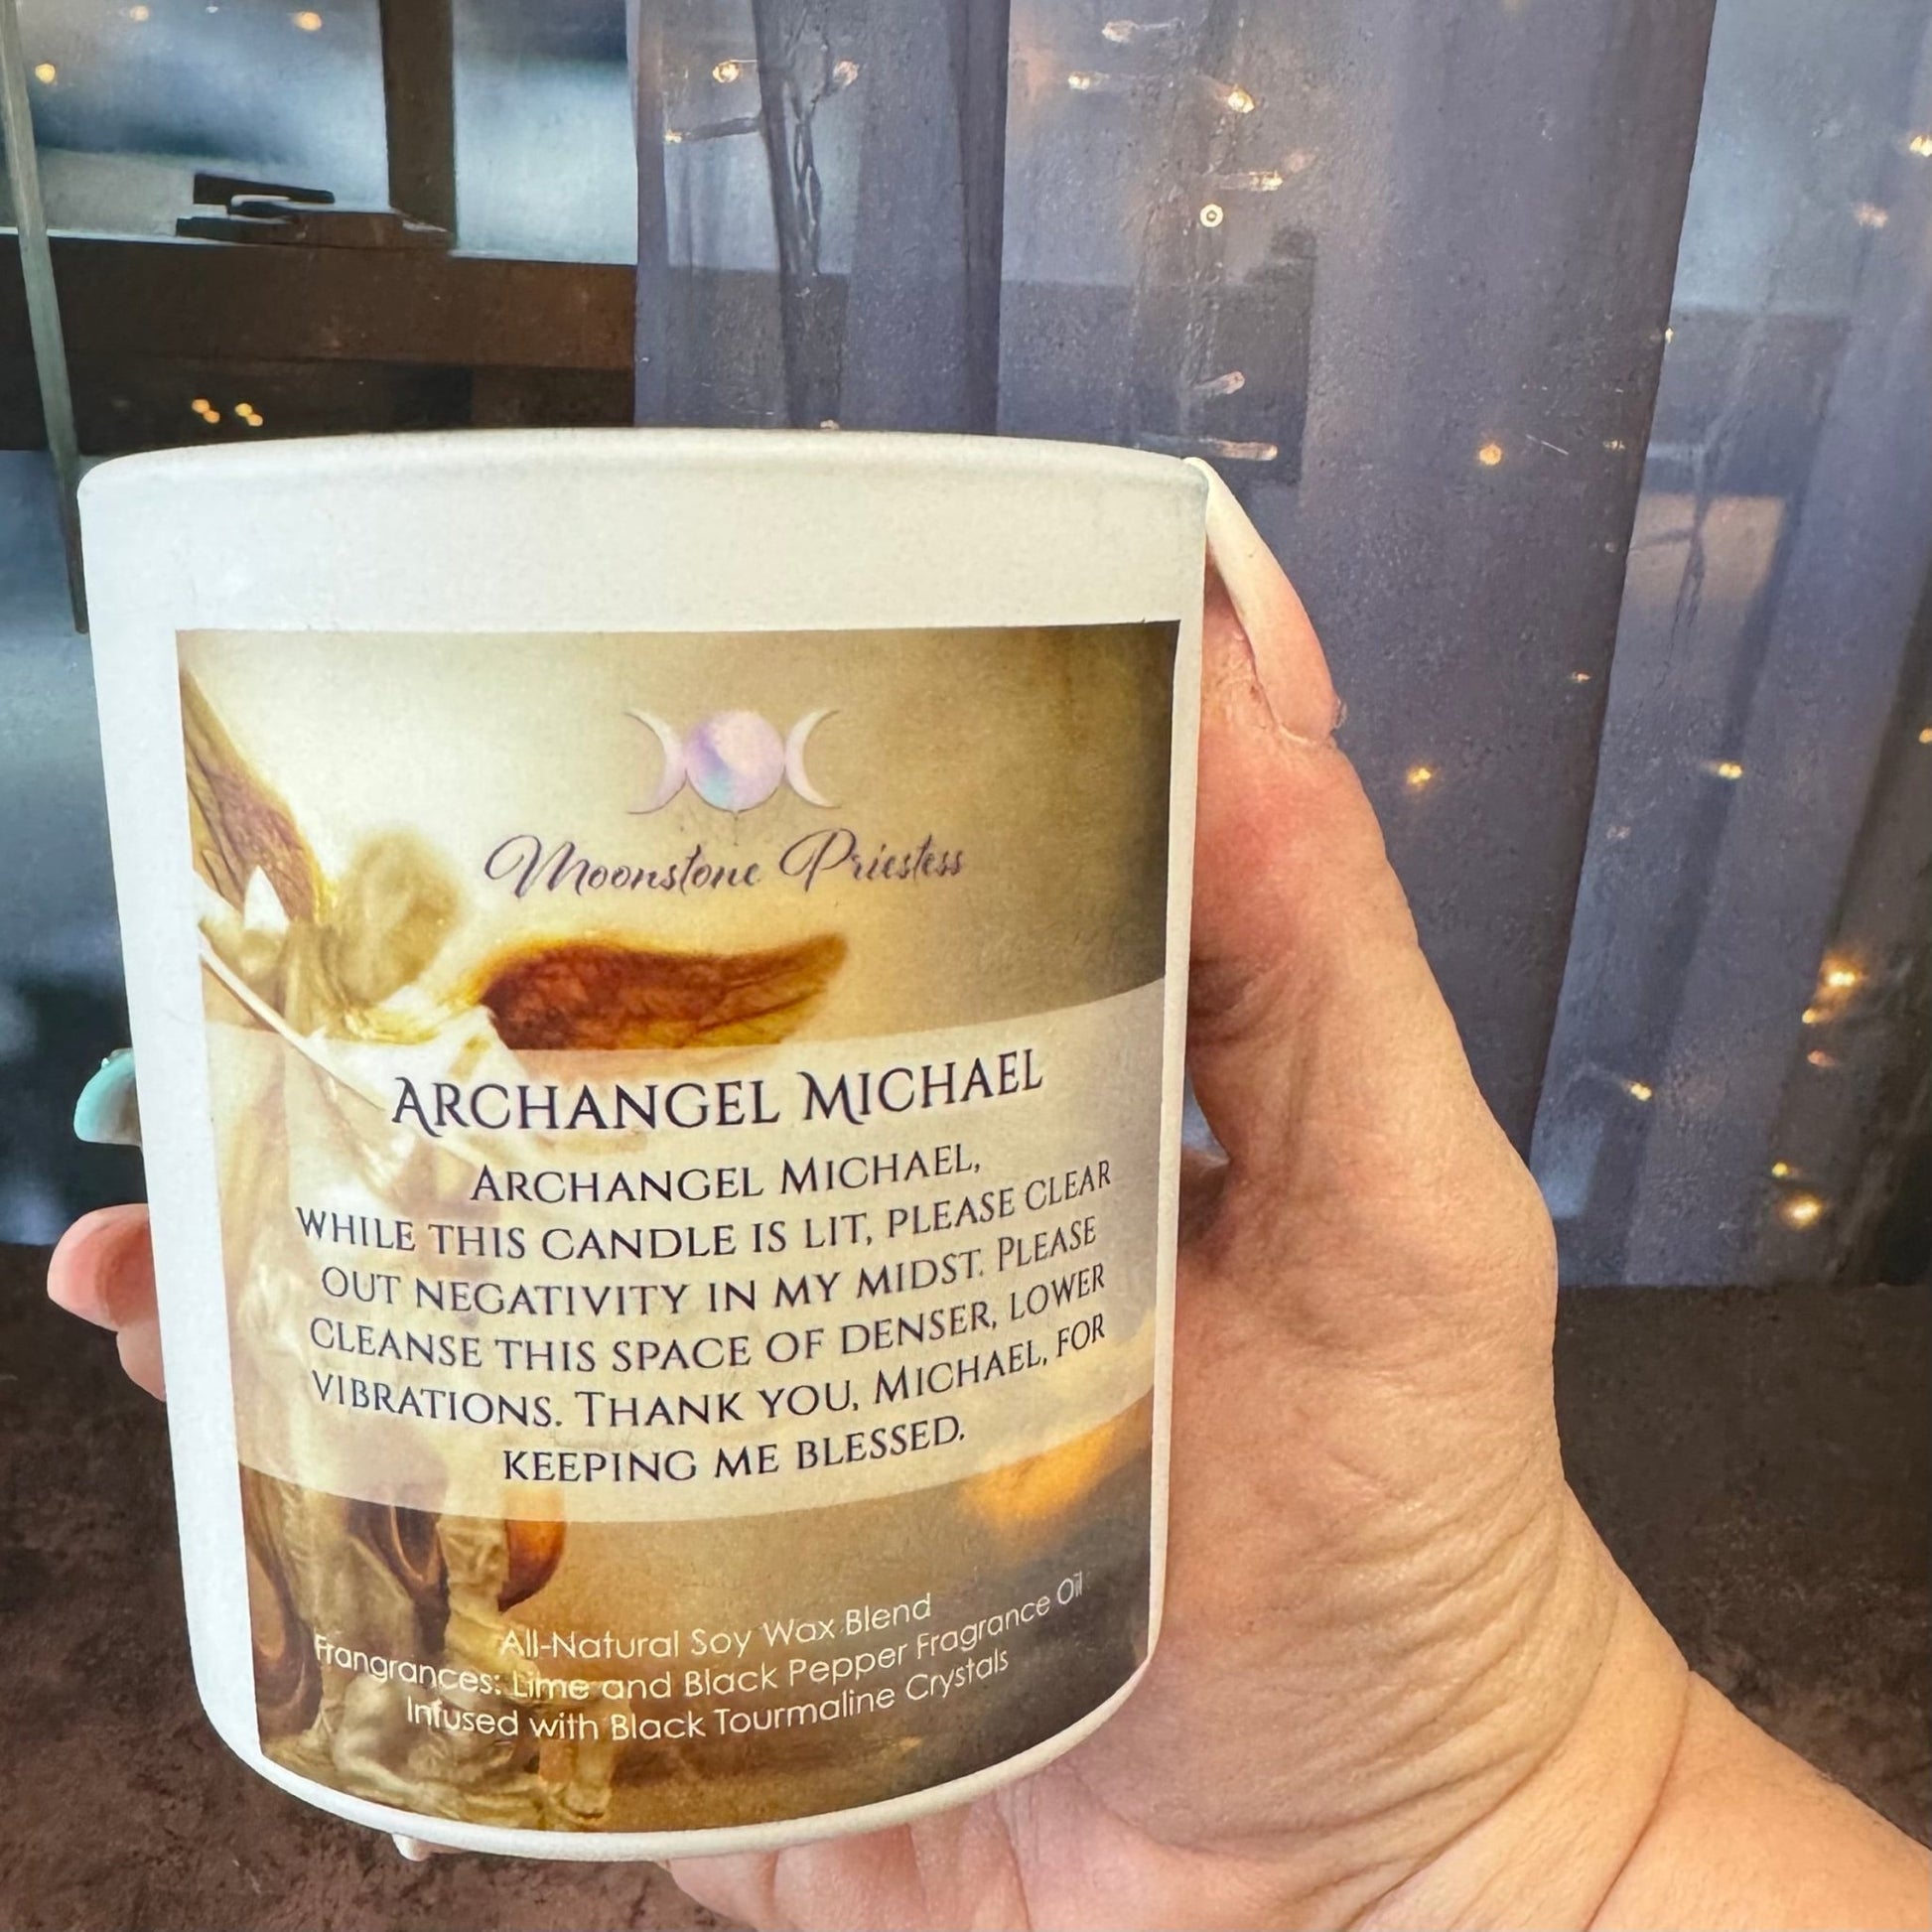 Moonstone Priestess
Archangel Michael
Archangel Michael,
while this candle is lit, please clear
out negativity in my midst. Please
cleanse this space of denser, lower
vibrations. Thank you, Michael, for
keeping me blessed.
All-Natural Soy Wax Blend
Frangrances: Lime and Black Pepper Fragrance Oil
Infused with Black Tourmaline Crystals